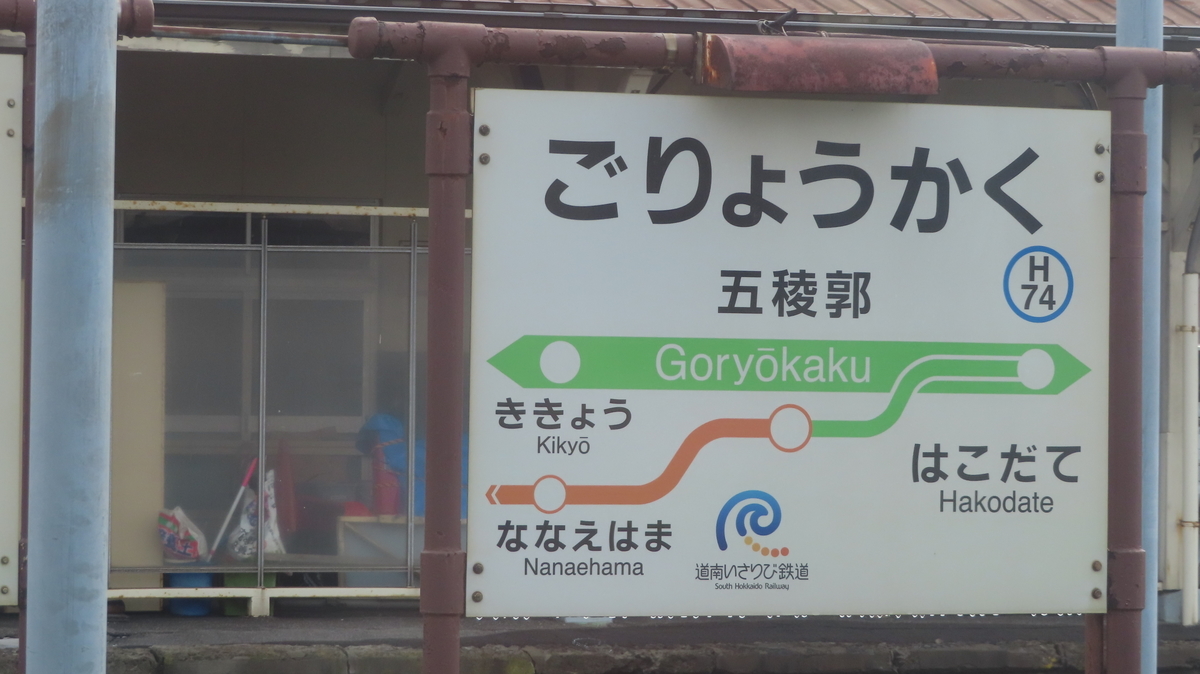 ごりょうかく
五稜郭
H
74
Goryōkaku
ききょう
Kikyō
はこだて
Hakodate
ななえはま
Nanaehama
道南いさりび鉄道
South Hokkaido Railway